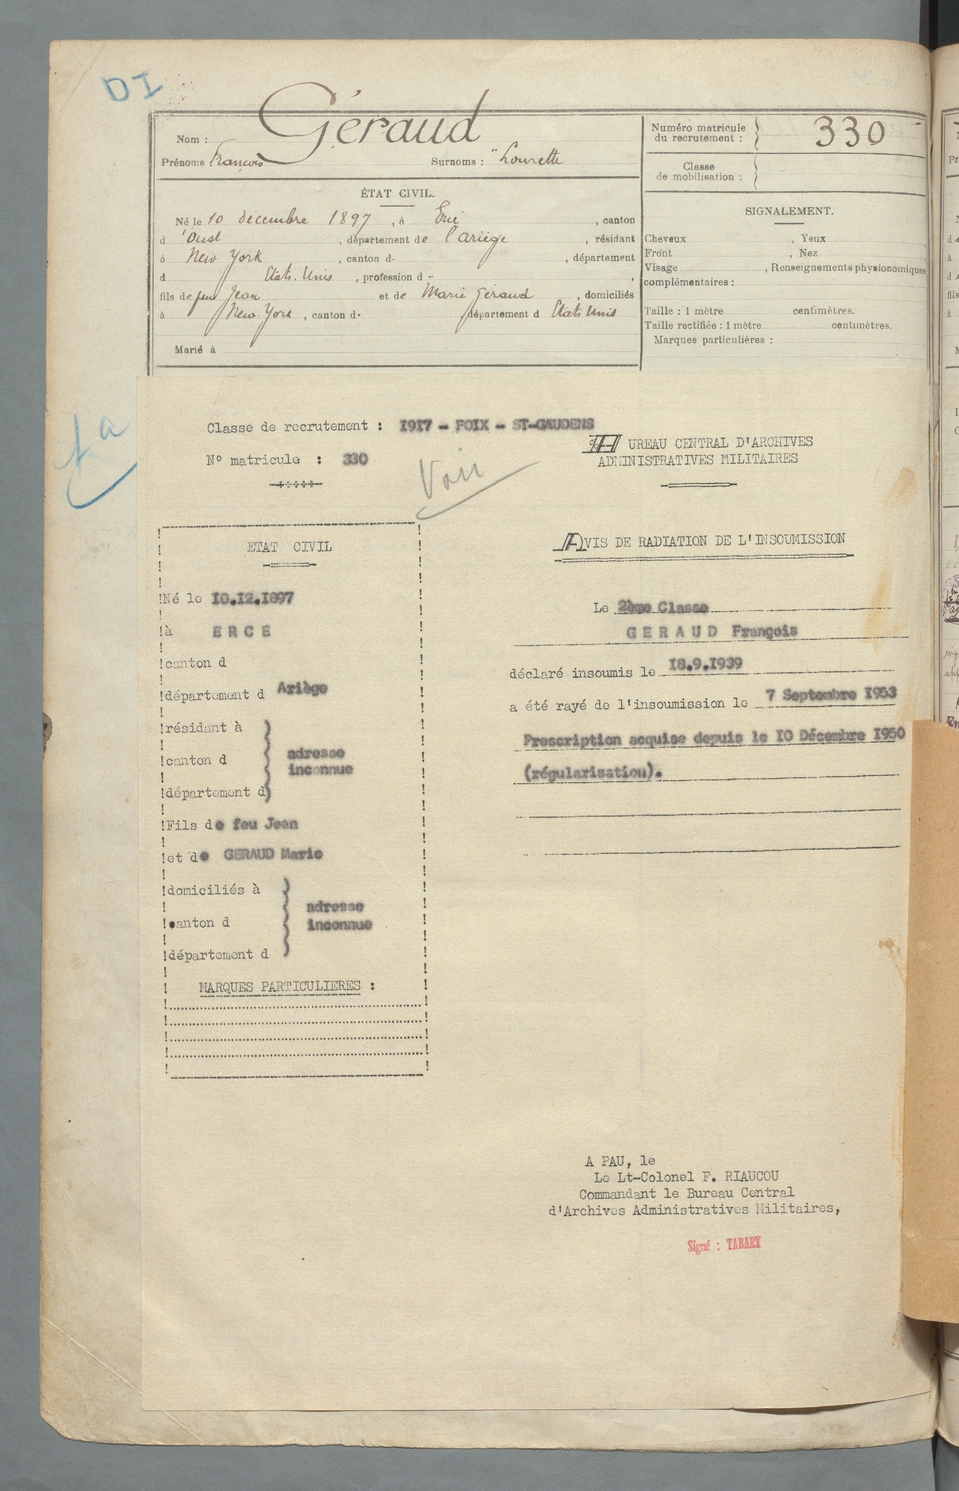 DI
Nom : Géraud
Prénoms François Surnoms : "Lourette
Numéro matricule
du recrutement : } 330
Classe
de mobilisation : }
ÉTAT CIVIL.
Né le 10 décembre 1897, à Ercé, canton
d 'Oust, département de l'Ariège, résidant
à New York, canton d-, département
d Etats-Unis, profession d -,
fils de feu Jean et de Marie Géraud, domiciliés
à New-York, canton d-, département d Etats Unis
Marié à
SIGNALEMENT.
Cheveux , Yeux
Front , Nez
Visage , Renseignements physionomiques
complémentaires :
Taille : 1 mètre centimètres.
Taille rectifiée : 1 mètre centimètres.
Marques particulières :
Classe de recrutement : 1917 - FOIX - ST-GAUDENS
N° matricule : 330
Voir
UREAU CENTRAL D'ARCHIVES
ADMINISTRATIVES MILITAIRES
ETAT CIVIL
Né le 10.12.1897
à ERCE
canton d
département d Ariège
résidant à
canton d } adresse inconnue
département d
Fils de feu Jean
et de GERAUD Marie
domiciliés à
canton d } adresse inconnue
département d
MARQUES PARTICULIERES :
AVIS DE RADIATION DE L'INSOUMISSION
Le 2ème Classe
GERAUD François
déclaré insoumis le 18.9.1939
a été rayé de l'insoumission le 7 Septembre 1953
Prescription acquise depuis le 10 Décembre 1950
(régularisation).
A PAU, le
Le Lt-Colonel F. RIAUCOU
Commandant le Bureau Central
d'Archives Administratives Militaires,
Signé : TABARY